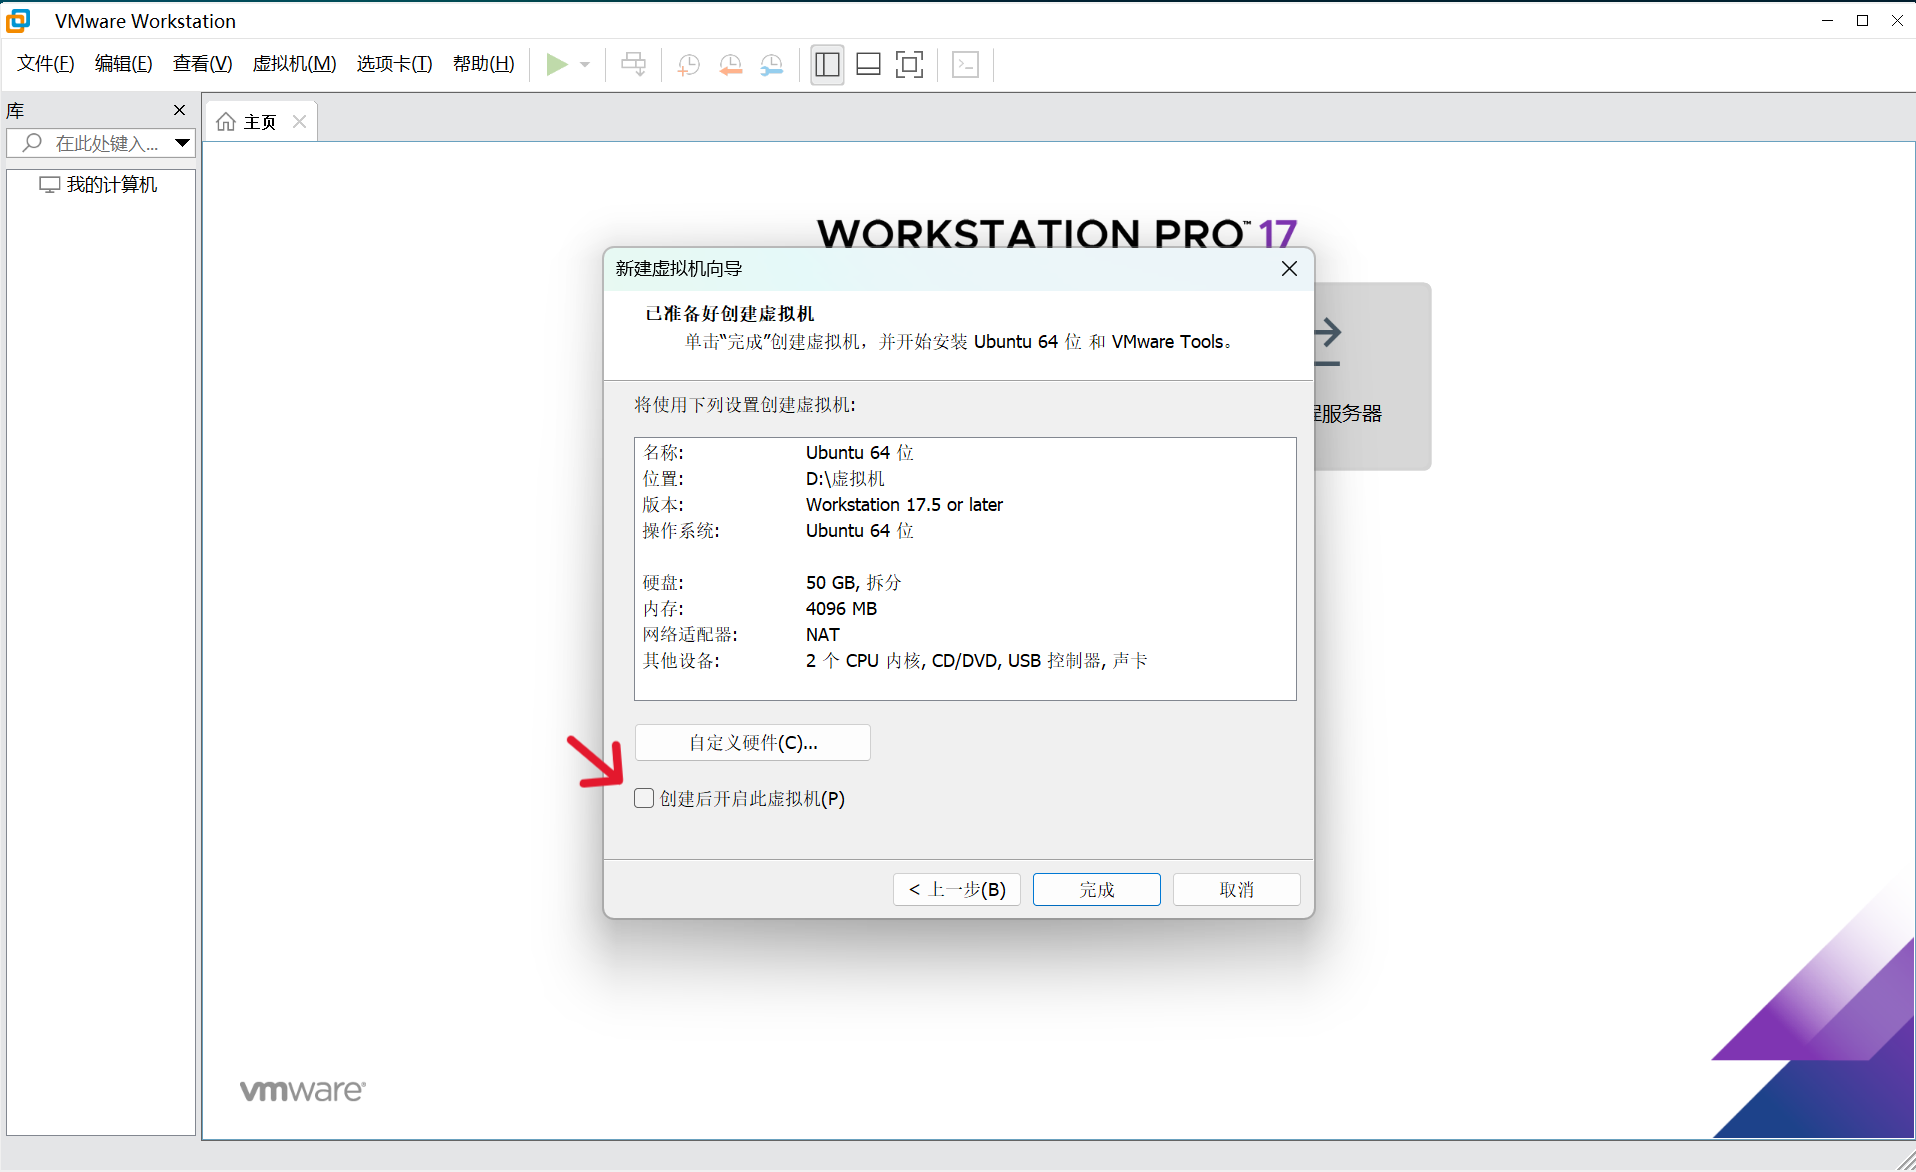 VMware Workstation
文件(F) 编辑(E) 查看(V) 虚拟机(M) 选项卡(T) 帮助(H)
库
在此处键入...
我的计算机
主页
WORKSTATION PRO™ 17
新建虚拟机向导
已准备好创建虚拟机
单击“完成”创建虚拟机，并开始安装 Ubuntu 64 位 和 VMware Tools。
程服务器
将使用下列设置创建虚拟机:
名称: Ubuntu 64 位
位置: D:\虚拟机
版本: Workstation 17.5 or later
操作系统: Ubuntu 64 位
硬盘: 50 GB, 拆分
内存: 4096 MB
网络适配器: NAT
其他设备: 2 个 CPU 内核, CD/DVD, USB 控制器, 声卡
自定义硬件(C)...
创建后开启此虚拟机(P)
< 上一步(B) 完成 取消
vmware®